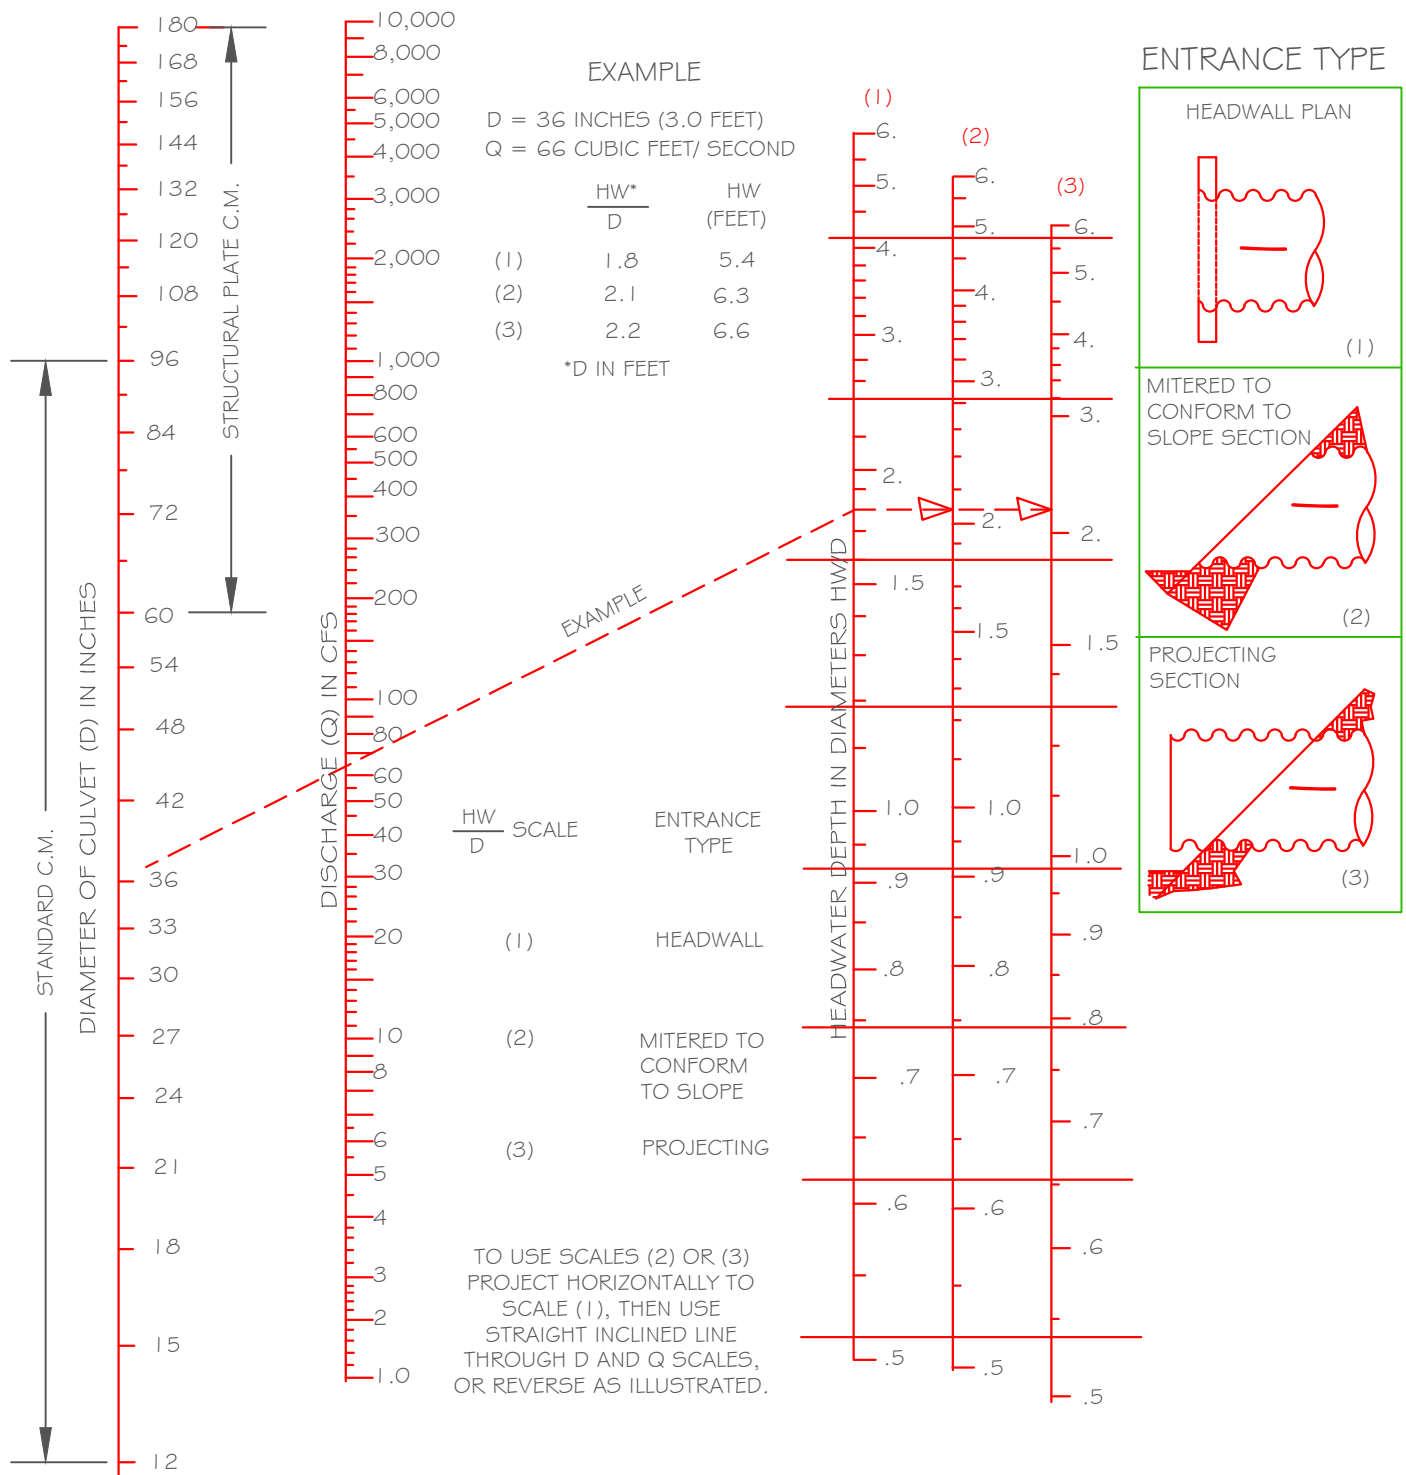 180
168
156
144
132
120
108
96
84
72
60
54
48
42
36
33
30
27
24
21
18
15
12
STANDARD C.M.
DIAMETER OF CULVET (D) IN INCHES
STRUCTURAL PLATE C.M.
10,000
8,000
6,000
5,000
4,000
3,000
2,000
1,000
800
600
500
400
300
200
100
80
60
50
40
30
20
10
8
6
5
4
3
2
1.0
DISCHARGE (Q) IN CFS
EXAMPLE
D = 36 INCHES (3.0 FEET)
Q = 66 CUBIC FEET/ SECOND
HW* HW
D (FEET)
(1) 1.8 5.4
(2) 2.1 6.3
(3) 2.2 6.6
*D IN FEET
EXAMPLE
HW SCALE ENTRANCE
D TYPE
(1) HEADWALL
(2) MITERED TO
CONFORM
TO SLOPE
(3) PROJECTING
TO USE SCALES (2) OR (3)
PROJECT HORIZONTALLY TO
SCALE (1), THEN USE
STRAIGHT INCLINED LINE
THROUGH D AND Q SCALES,
OR REVERSE AS ILLUSTRATED.
HEADWATER DEPTH IN DIAMETERS HW/D
(1)
6.
5.
4.
3.
2.
1.5
1.0
.9
.8
.7
.6
.5
(2)
6.
5.
4.
3.
2.
1.5
1.0
.9
.8
.7
.6
.5
(3)
6.
5.
4.
3.
2.
1.5
1.0
.9
.8
.7
.6
.5
ENTRANCE TYPE
HEADWALL PLAN
(1)
MITERED TO
CONFORM TO
SLOPE SECTION
(2)
PROJECTING
SECTION
(3)